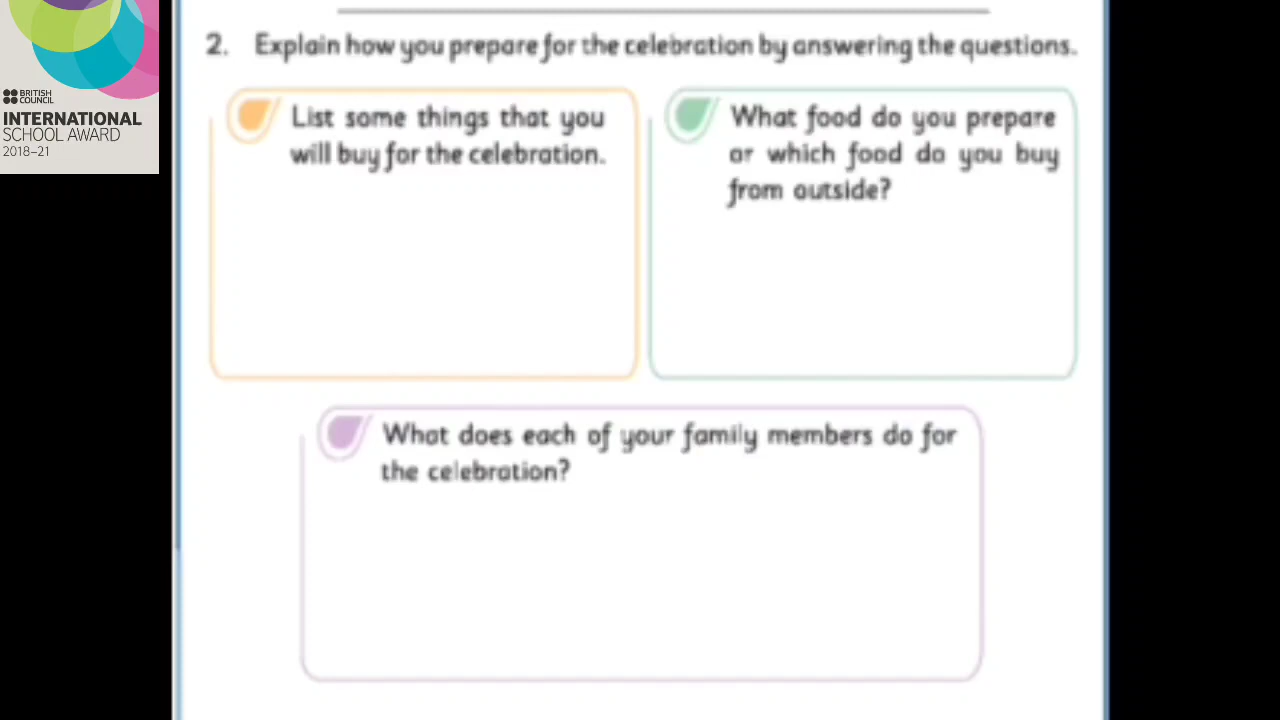 BRITISH
COUNCIL
INTERNATIONAL
SCHOOL AWARD
2018–21
2. Explain how you prepare for the celebration by answering the questions.
List some things that you
will buy for the celebration.
What food do you prepare
or which food do you buy
from outside?
What does each of your family members do for
the celebration?